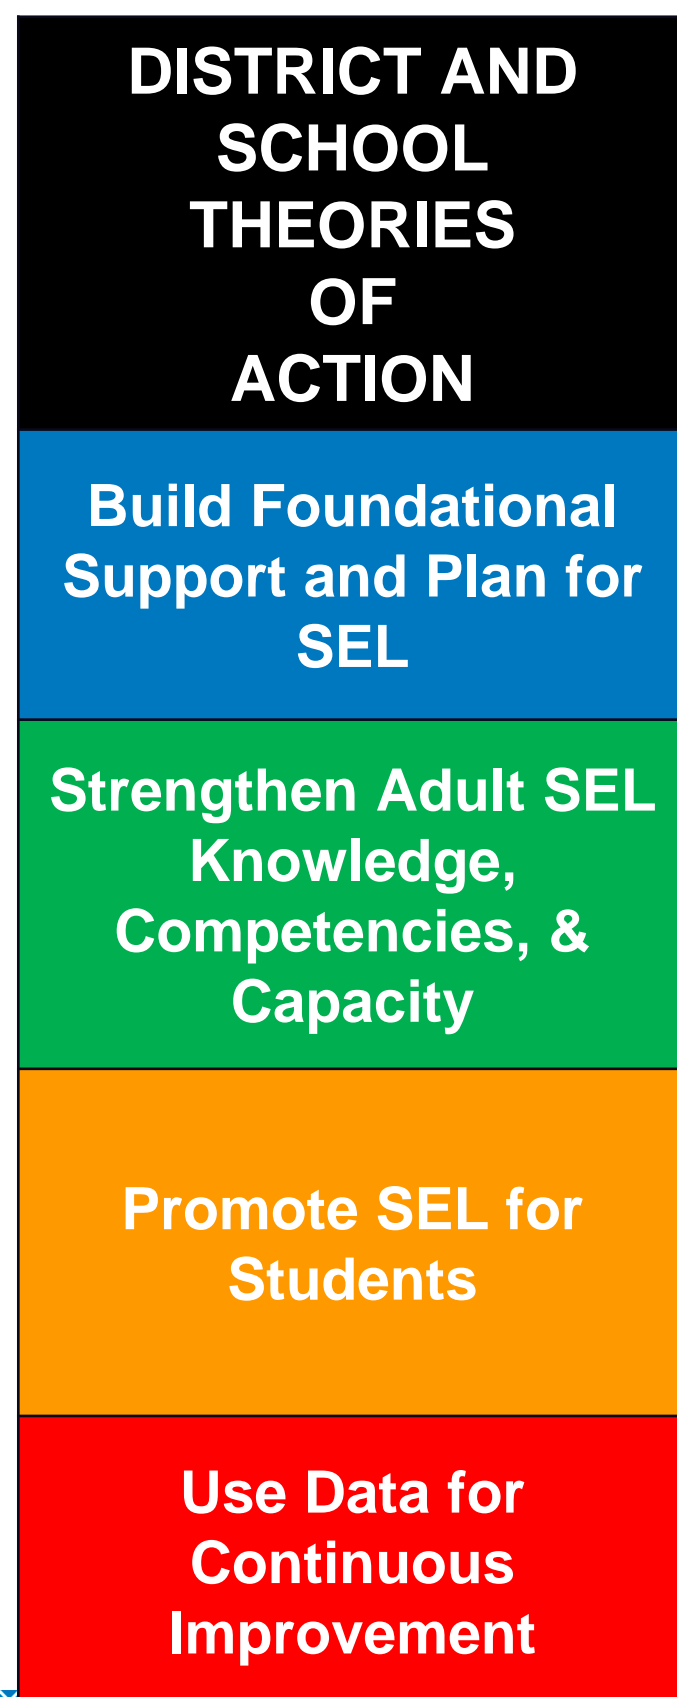 DISTRICT AND
SCHOOL
THEORIES
OF
ACTION
Build Foundational
Support and Plan for
SEL
Strengthen Adult SEL
Knowledge,
Competencies, &
Capacity
Promote SEL for
Students
Use Data for
Continuous
Improvement